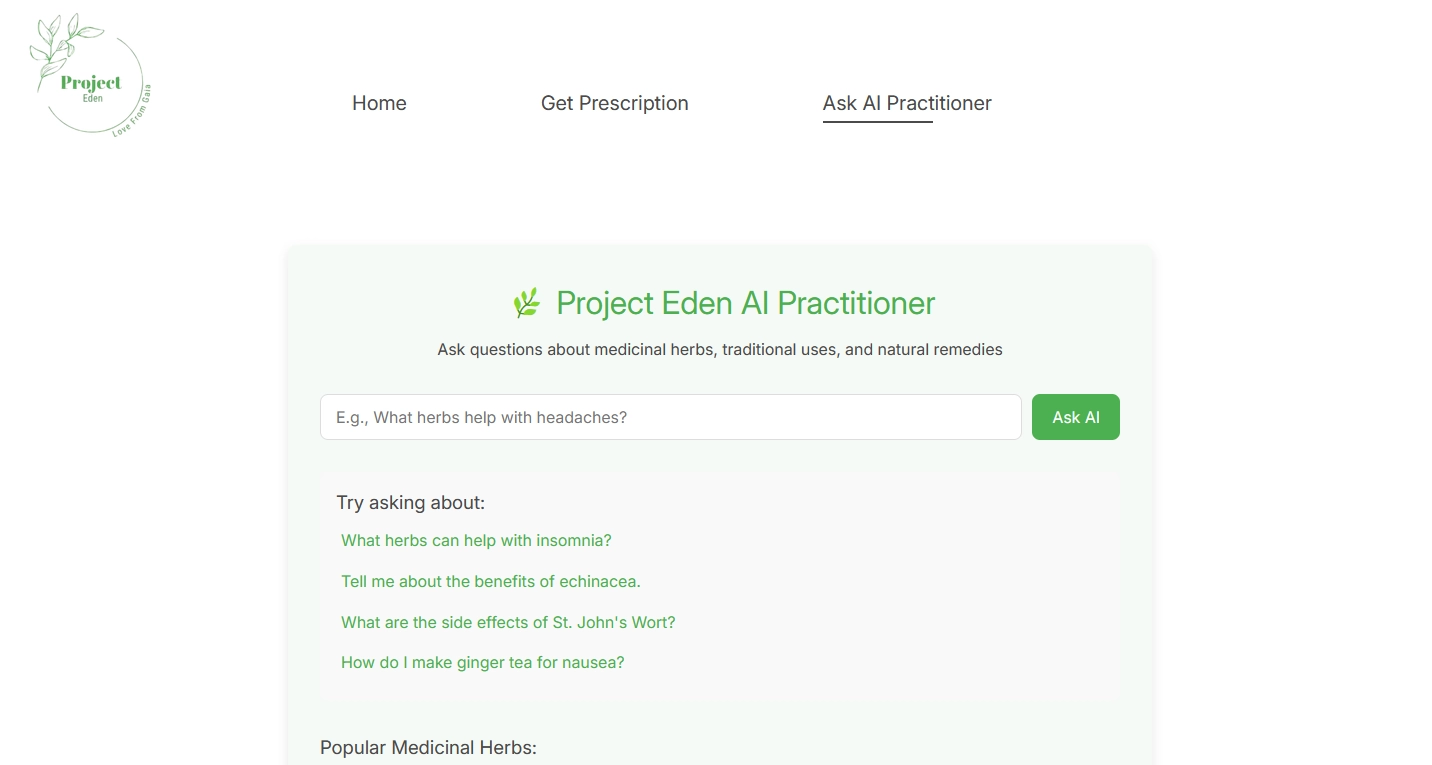 Project
Eden
Love From Gaia
Home
Get Prescription
Ask AI Practitioner
Project Eden AI Practitioner
Ask questions about medicinal herbs, traditional uses, and natural remedies
E.g., What herbs help with headaches?
Ask AI
Try asking about:
What herbs can help with insomnia?
Tell me about the benefits of echinacea.
What are the side effects of St. John's Wort?
How do I make ginger tea for nausea?
Popular Medicinal Herbs: